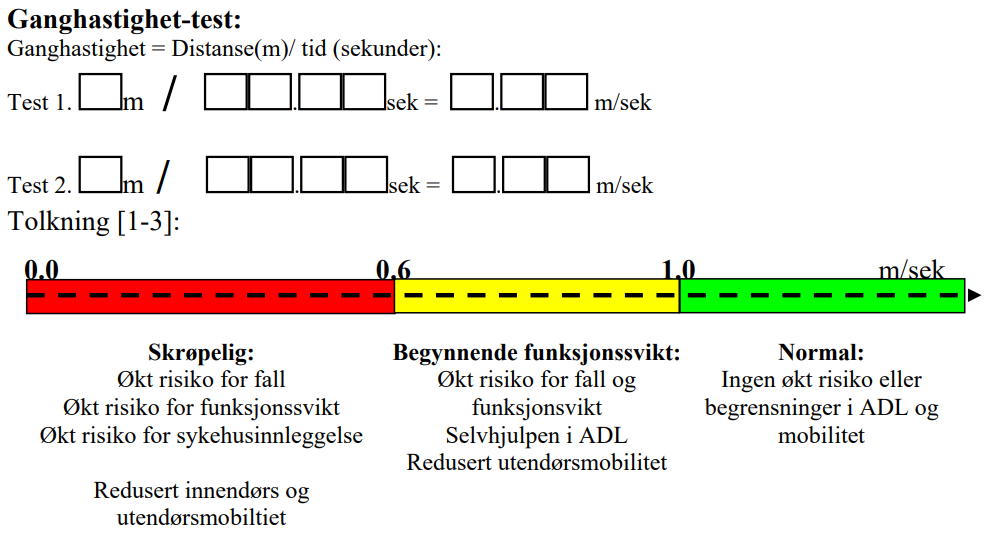 Ganghastighet-test:
Ganghastighet = Distanse(m)/ tid (sekunder):
Test 1. m / . sek = . m/sek
Test 2. m / . sek = . m/sek
Tolkning [1-3]:
0.0 0.6 1.0 m/sek
Skrøpelig: Begynnende funksjonssvikt: Normal:
Økt risiko for fall Økt risiko for fall og Ingen økt risiko eller
Økt risiko for funksjonssvikt funksjonsvikt begrensninger i ADL og
Økt risiko for sykehusinnleggelse Selvhjulpen i ADL mobilitet
Redusert utendørsmobilitet
Redusert innendørs og
utendørsmobiltiet